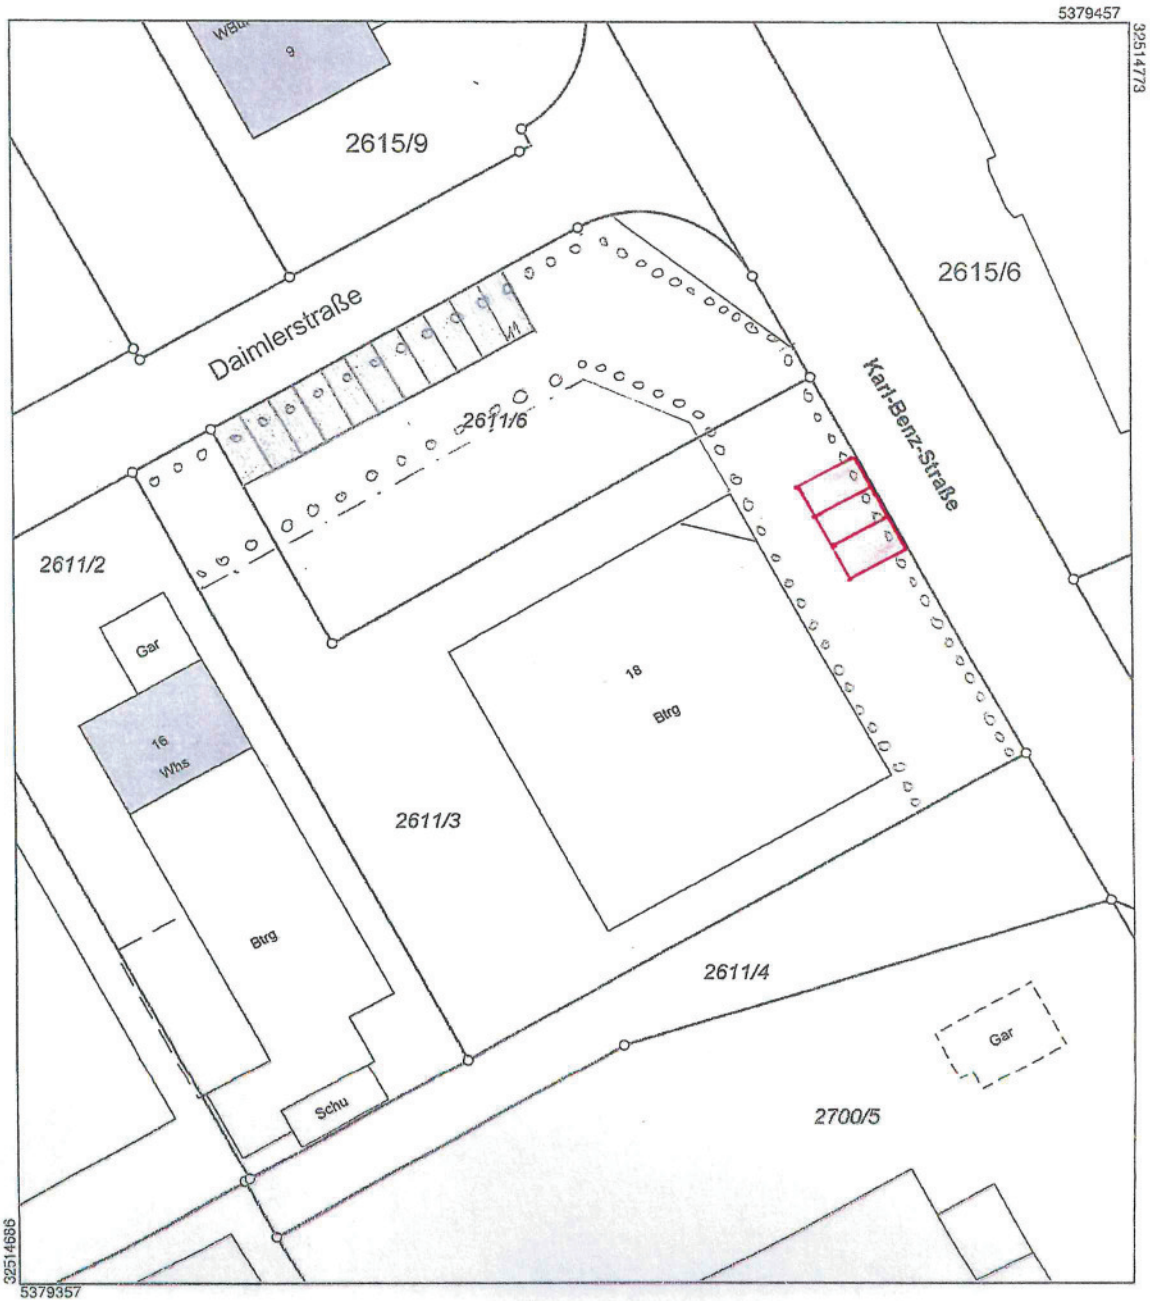 5379457
32514773
9
2615/9
2615/6
Daimlerstraße
Karl-Benz-Straße
2611/6
2611/2
Gar
18
Btrg
16
Whs
2611/3
Btrg
2611/4
Gar
Schu
2700/5
32514686
5379357